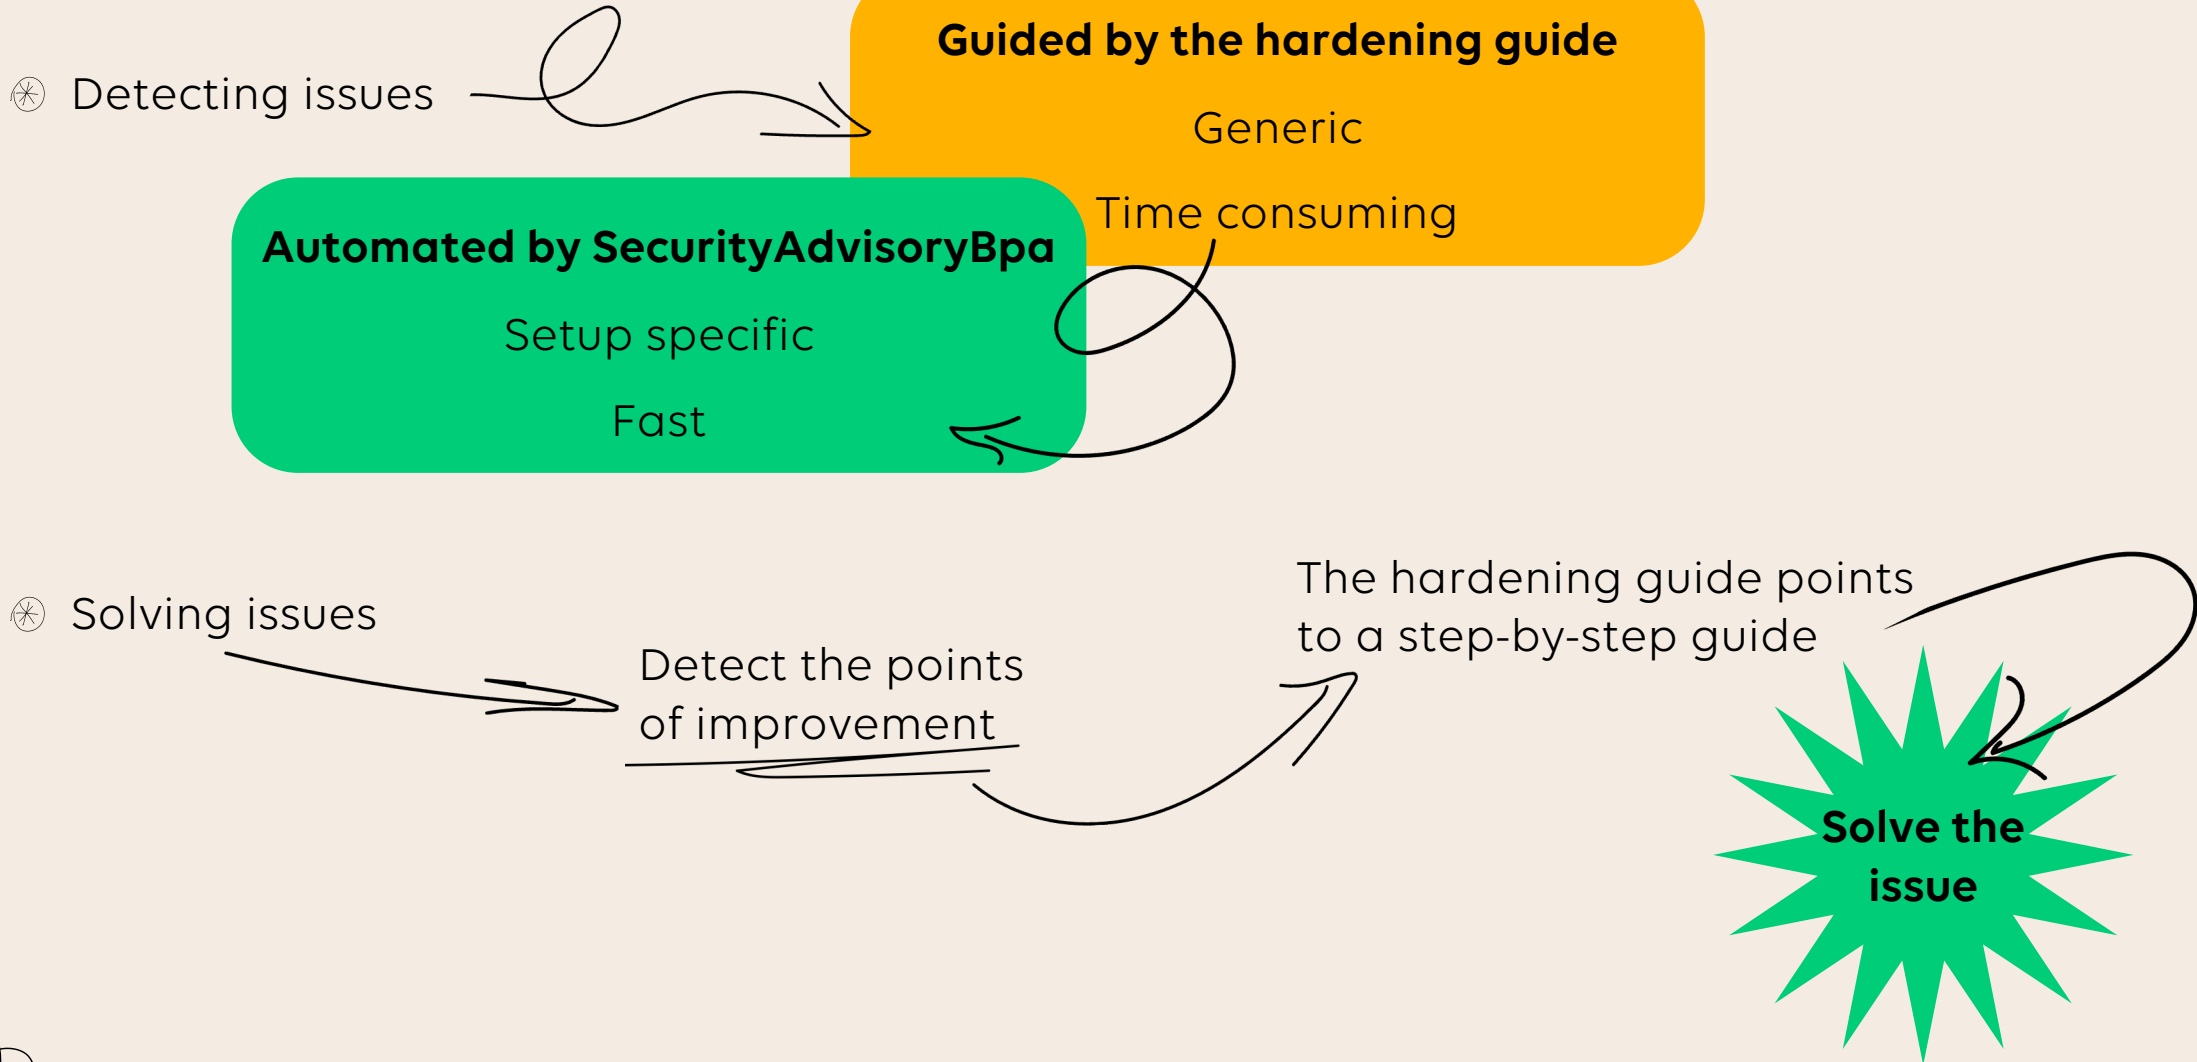 Detecting issues
Guided by the hardening guide
Generic
Time consuming
Automated by SecurityAdvisoryBpa
Setup specific
Fast
Solving issues
Detect the points
of improvement
The hardening guide points
to a step-by-step guide
Solve the
issue